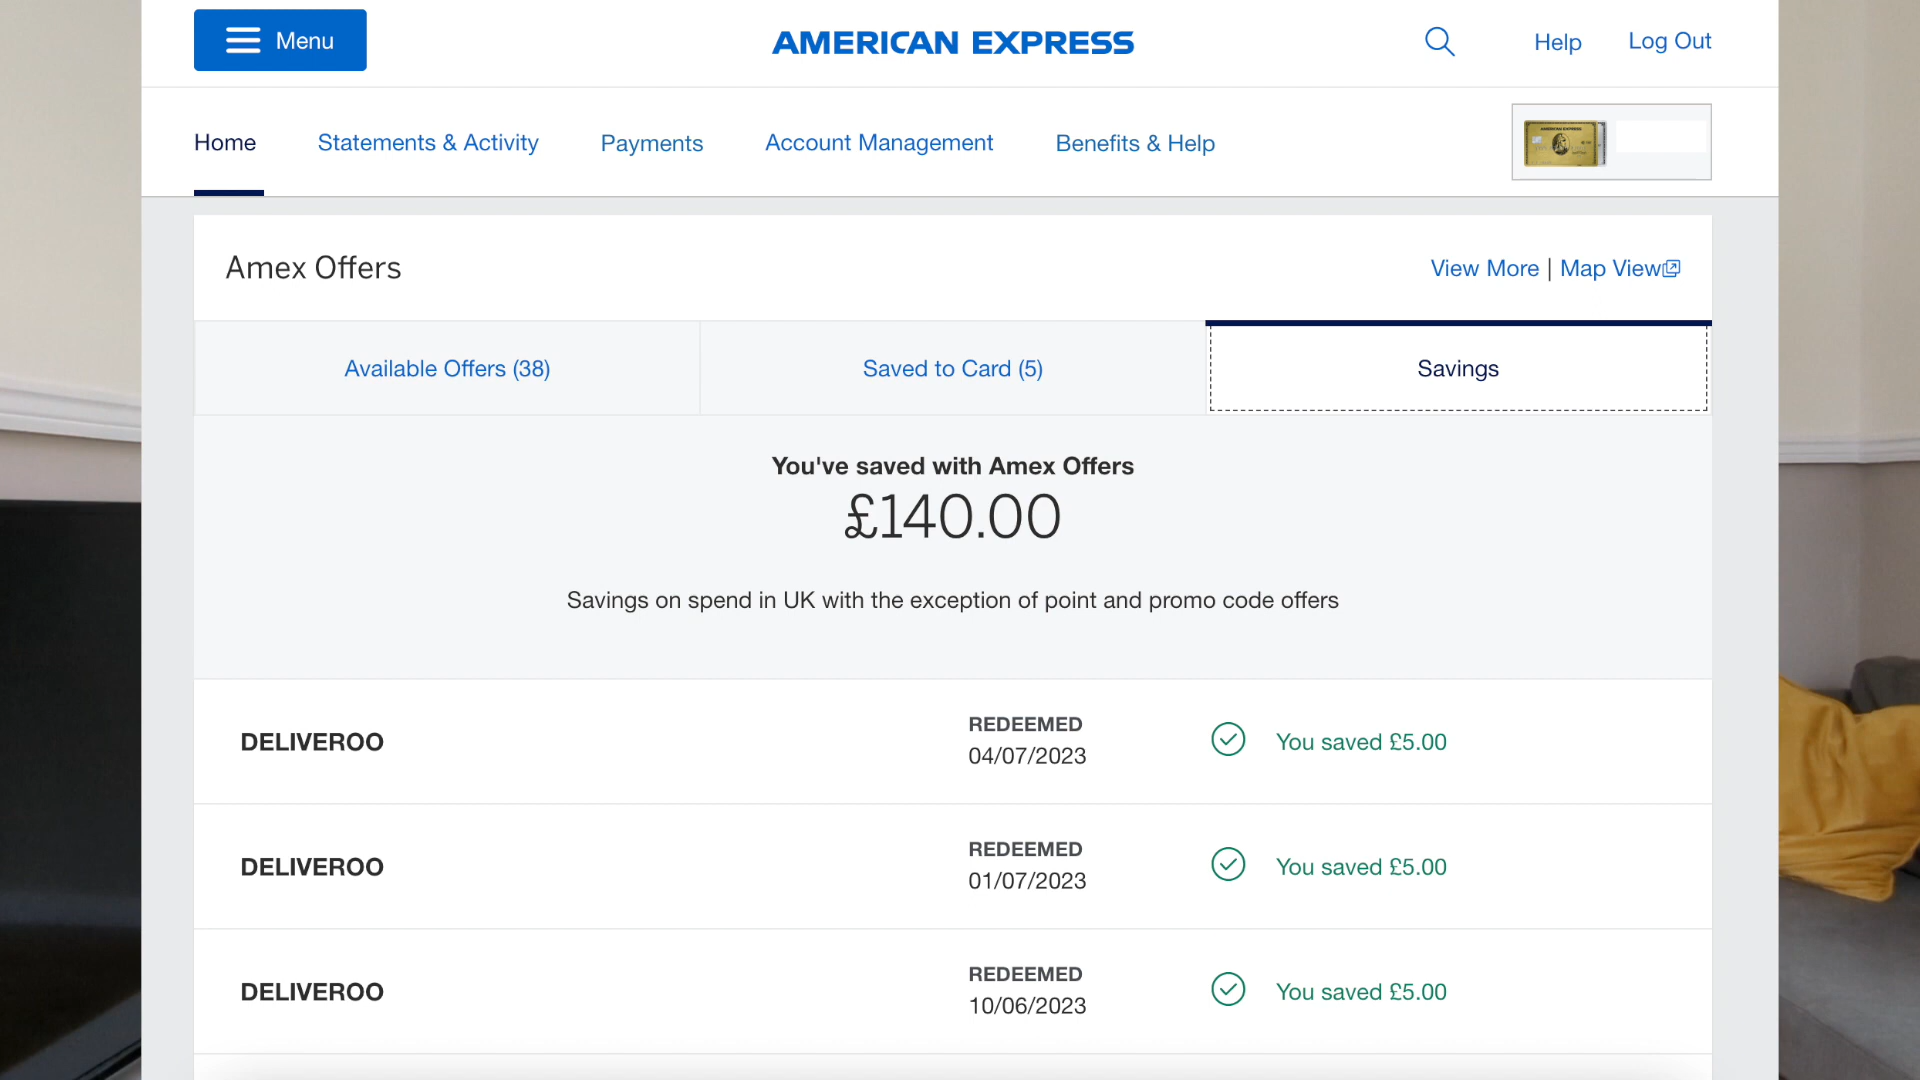 Menu
AMERICAN EXPRESS
Help
Log Out
Home
Statements & Activity
Payments
Account Management
Benefits & Help
AMERICAN EXPRESS
Amex Offers
View More | Map View
Available Offers (38)
Saved to Card (5)
Savings
You've saved with Amex Offers
£140.00
Savings on spend in UK with the exception of point and promo code offers
DELIVEROO
REDEEMED
04/07/2023
You saved £5.00
DELIVEROO
REDEEMED
01/07/2023
You saved £5.00
DELIVEROO
REDEEMED
10/06/2023
You saved £5.00